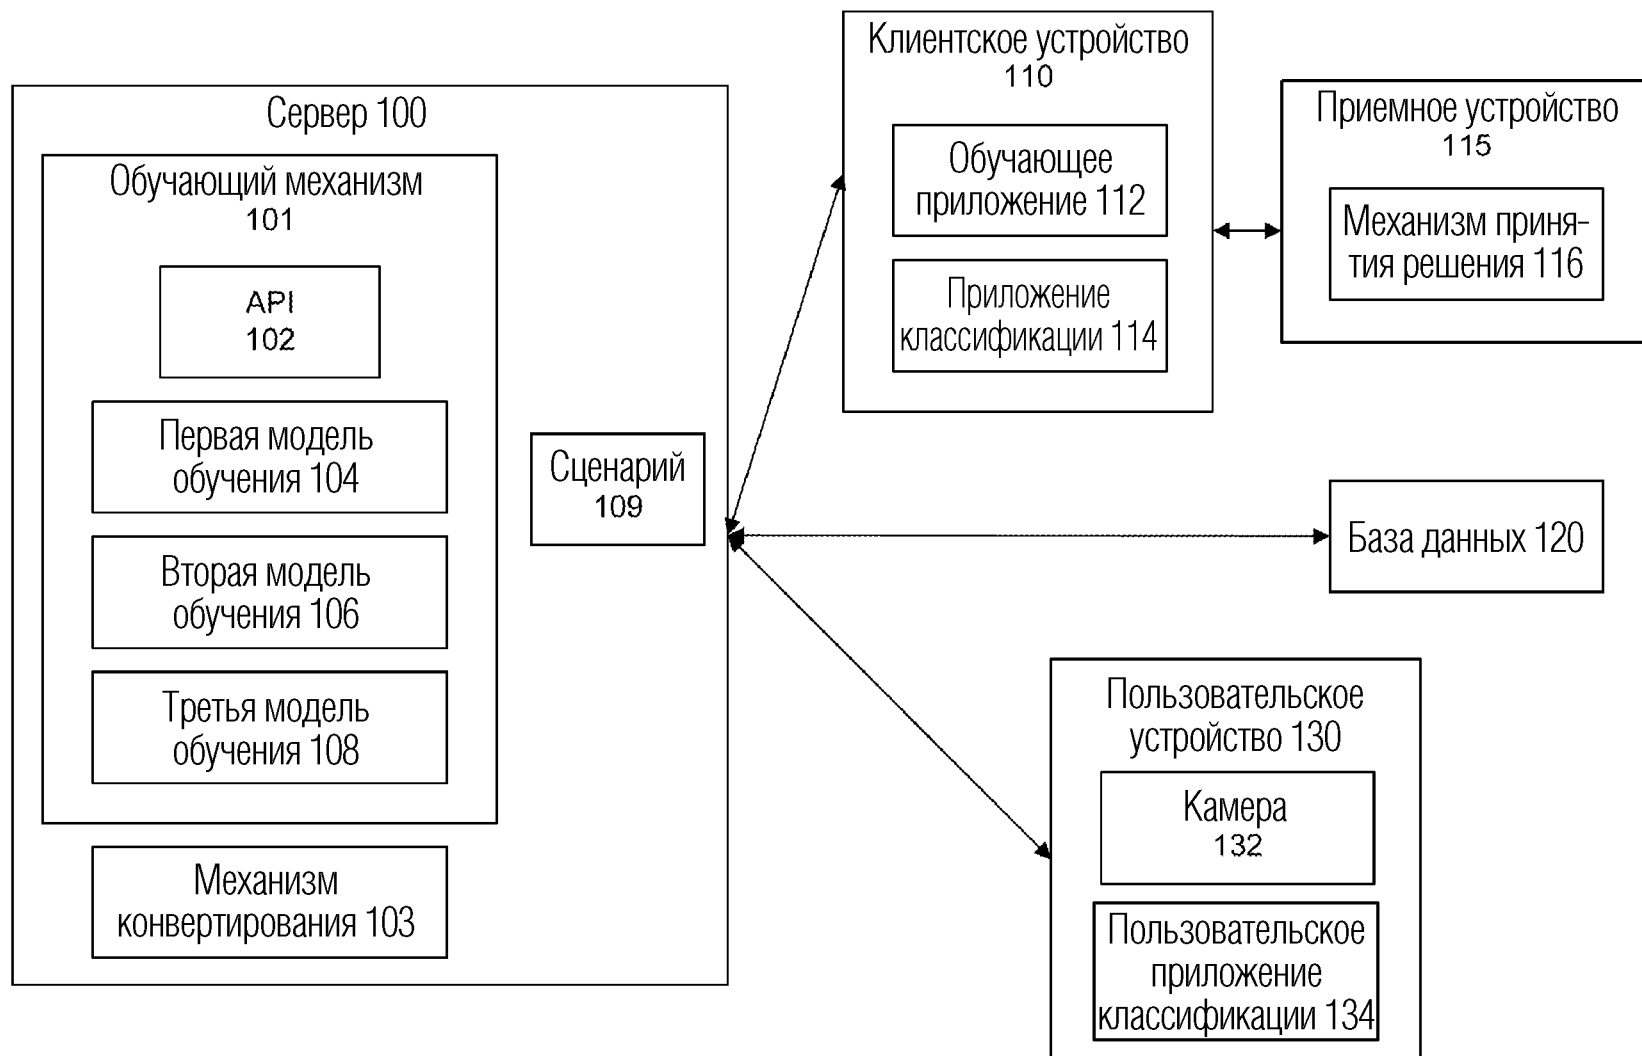 Сервер 100
Обучающий механизм
101
API
102
Первая модель
обучения 104
Вторая модель
обучения 106
Третья модель
обучения 108
Механизм
конвертирования 103
Сценарий
109
Клиентское устройство
110
Обучающее
приложение 112
Приложение
классификации 114
Приемное устройство
115
Механизм приня-
тия решения 116
База данных 120
Пользовательское
устройство 130
Камера
132
Пользовательское
приложение
классификации 134